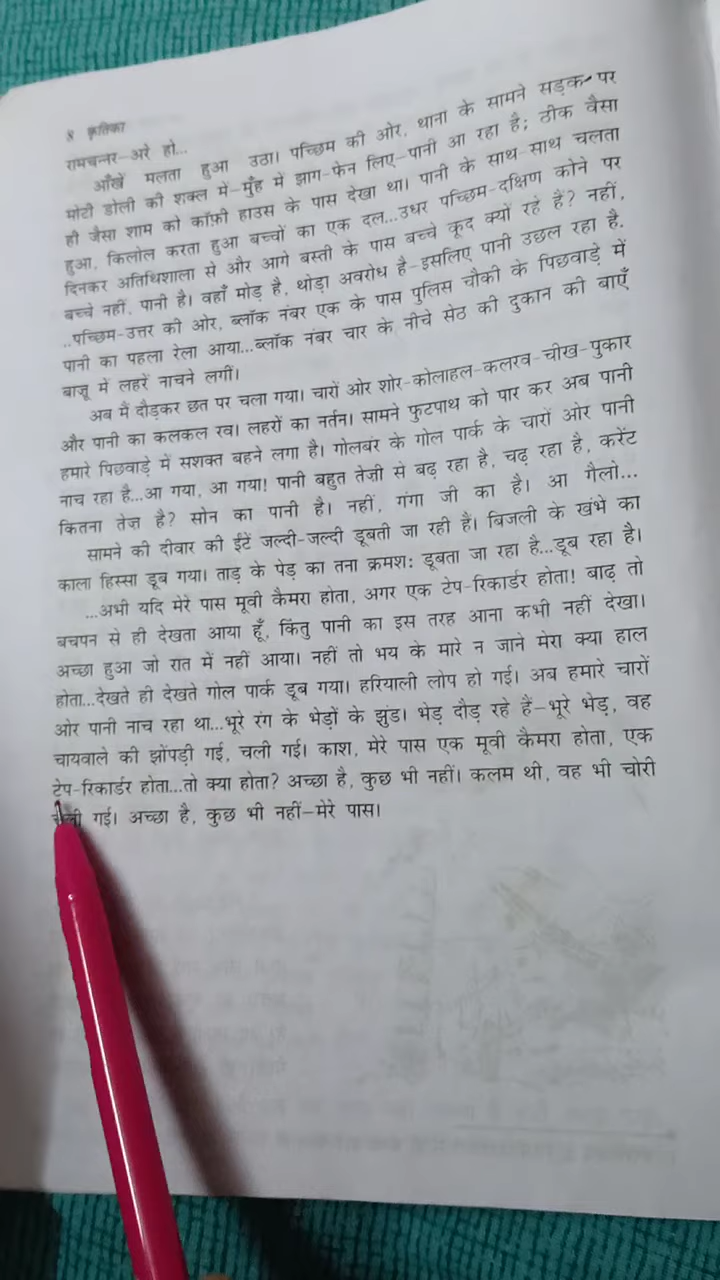 8 कृतिका
रामचन्नर-अरे हो...
आँखें मलता हुआ उठा। पच्छिम की ओर, थाना के सामने सड़क पर
मोटी डोली की शक्ल में-मुँह में झाग-फेन लिए-पानी आ रहा है; ठीक वैसा
ही जैसा शाम को कॉफ़ी हाउस के पास देखा था। पानी के साथ-साथ चलता
हुआ, किलोल करता हुआ बच्चों का एक दल...उधर पच्छिम-दक्षिण कोने पर
दिनकर अतिथिशाला से और आगे बस्ती के पास बच्चे कूद क्यों रहे हैं? नहीं,
बच्चे नहीं, पानी है। वहाँ मोड़ है, थोड़ा अवरोध है-इसलिए पानी उछल रहा है.
..पच्छिम-उत्तर की ओर, ब्लॉक नंबर एक के पास पुलिस चौकी के पिछवाड़े में
पानी का पहला रेला आया...ब्लॉक नंबर चार के नीचे सेठ की दुकान की बाएँ
बाजू में लहरें नाचने लगीं।
अब मैं दौड़कर छत पर चला गया। चारों ओर शोर-कोलाहल-कलरव-चीख-पुकार
और पानी का कलकल रव। लहरों का नर्तन। सामने फुटपाथ को पार कर अब पानी
हमारे पिछवाड़े में सशक्त बहने लगा है। गोलबंर के गोल पार्क के चारों ओर पानी
नाच रहा है...आ गया, आ गया! पानी बहुत तेज़ी से बढ़ रहा है, चढ़ रहा है, करेंट
कितना तेज़ है? सोन का पानी है। नहीं, गंगा जी का है। आ गैलो...
सामने की दीवार की ईंटें जल्दी-जल्दी डूबती जा रही हैं। बिजली के खंभे का
काला हिस्सा डूब गया। ताड़ के पेड़ का तना क्रमशः डूबता जा रहा है...डूब रहा है।
...अभी यदि मेरे पास मूवी कैमरा होता, अगर एक टेप-रिकार्डर होता! बाढ़ तो
बचपन से ही देखता आया हूँ, किंतु पानी का इस तरह आना कभी नहीं देखा।
अच्छा हुआ जो रात में नहीं आया। नहीं तो भय के मारे न जाने मेरा क्या हाल
होता...देखते ही देखते गोल पार्क डूब गया। हरियाली लोप हो गई। अब हमारे चारों
ओर पानी नाच रहा था...भूरे रंग के भेड़ों के झुंड। भेड़ दौड़ रहे हैं-भूरे भेड़, वह
चायवाले की झोंपड़ी गई, चली गई। काश, मेरे पास एक मूवी कैमरा होता, एक
टेप-रिकार्डर होता...तो क्या होता? अच्छा है, कुछ भी नहीं। कलम थी, वह भी चोरी
गई। अच्छा है, कुछ भी नहीं-मेरे पास।